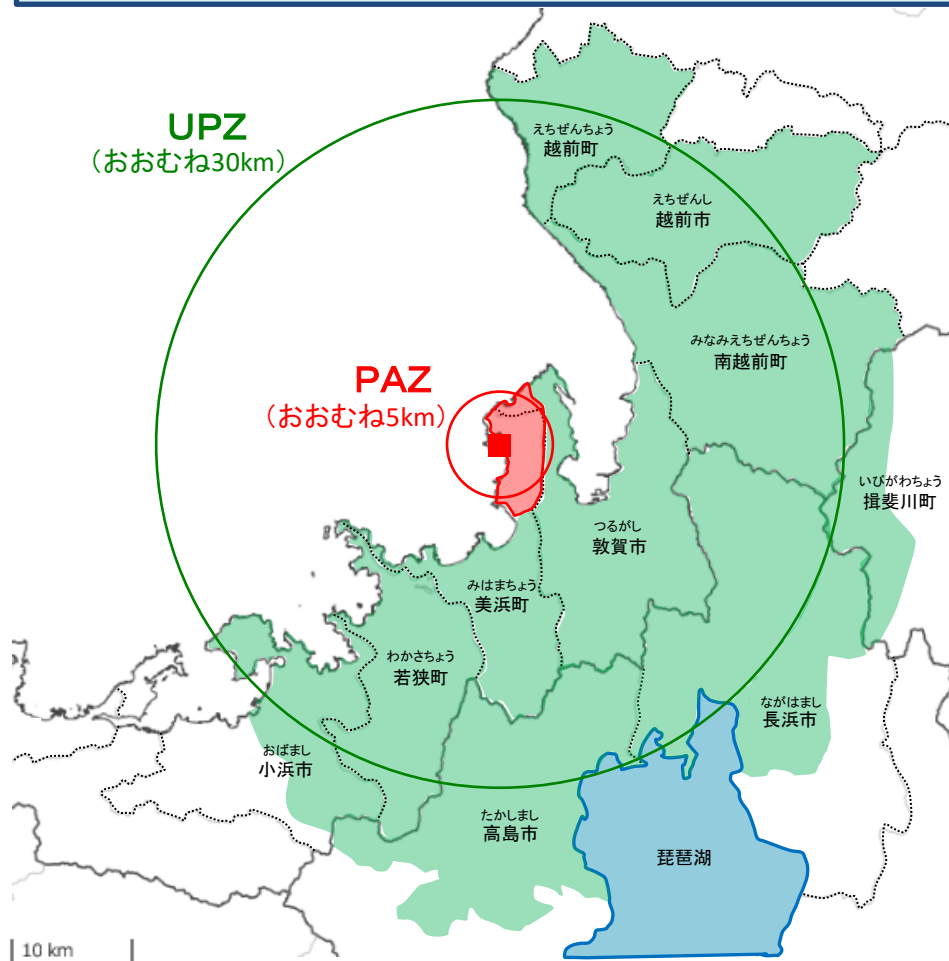 UPZ
（おおむね30km）
えちぜんちょう
越前町
えちぜんし
越前市
みなみえちぜんちょう
南越前町
PAZ
（おおむね5km）
いびがわちょう
揖斐川町
つるがし
敦賀市
みはまちょう
美浜町
わかさちょう
若狭町
ながはまし
長浜市
おばまし
小浜市
たかしまし
高島市
琵琶湖
10 km